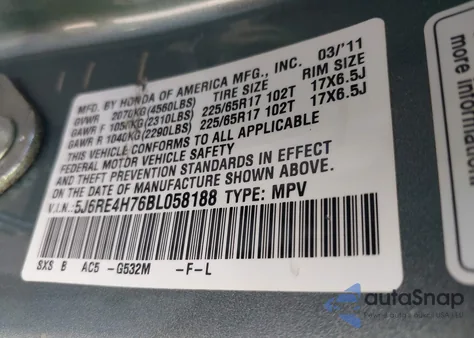 MFD. BY HONDA OF AMERICA MFG., INC. 03/'11
GVWR 2070KG(4560LBS) TIRE SIZE RIM SIZE
GAWR F 1050KG(2310LBS) 225/65R17 102T 17X6.5J
GAWR R 1040KG(2290LBS) 225/65R17 102T 17X6.5J
THIS VEHICLE CONFORMS TO ALL APPLICABLE
FEDERAL MOTOR VEHICLE SAFETY
AND THEFT PREVENTION STANDARDS IN EFFECT
ON THE DATE OF MANUFACTURE SHOWN ABOVE.
V.I.N.: 5J6RE4H76BL058188 TYPE: MPV
SXS B AC5 -G532M -F-L
more information
autaSnap